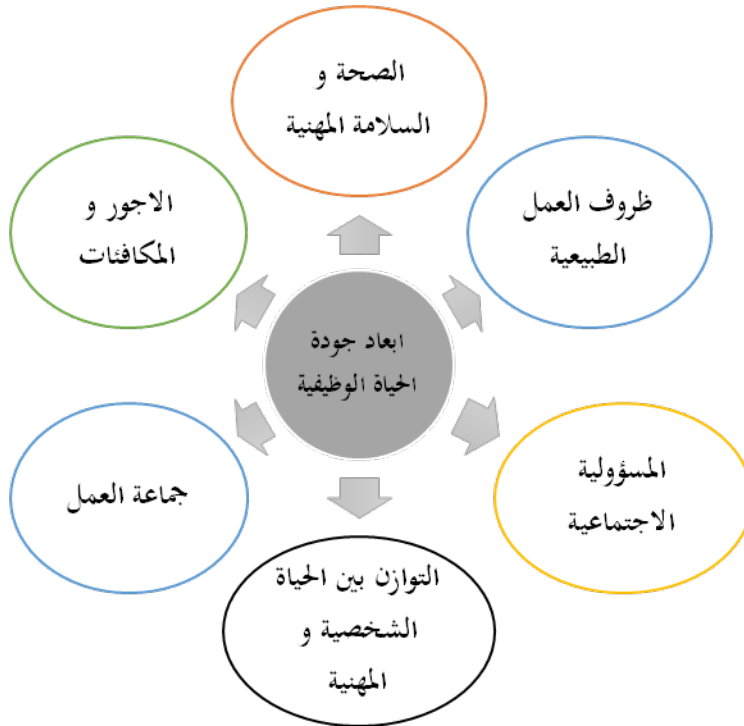 الصحة و
السلامة المهنية
ظروف العمل
الطبيعية
الاجور و
المكافئات
ابعاد جودة
الحياة الوظيفية
المسؤولية
الاجتماعية
جماعة العمل
التوازن بين الحياة
الشخصية و
المهنية